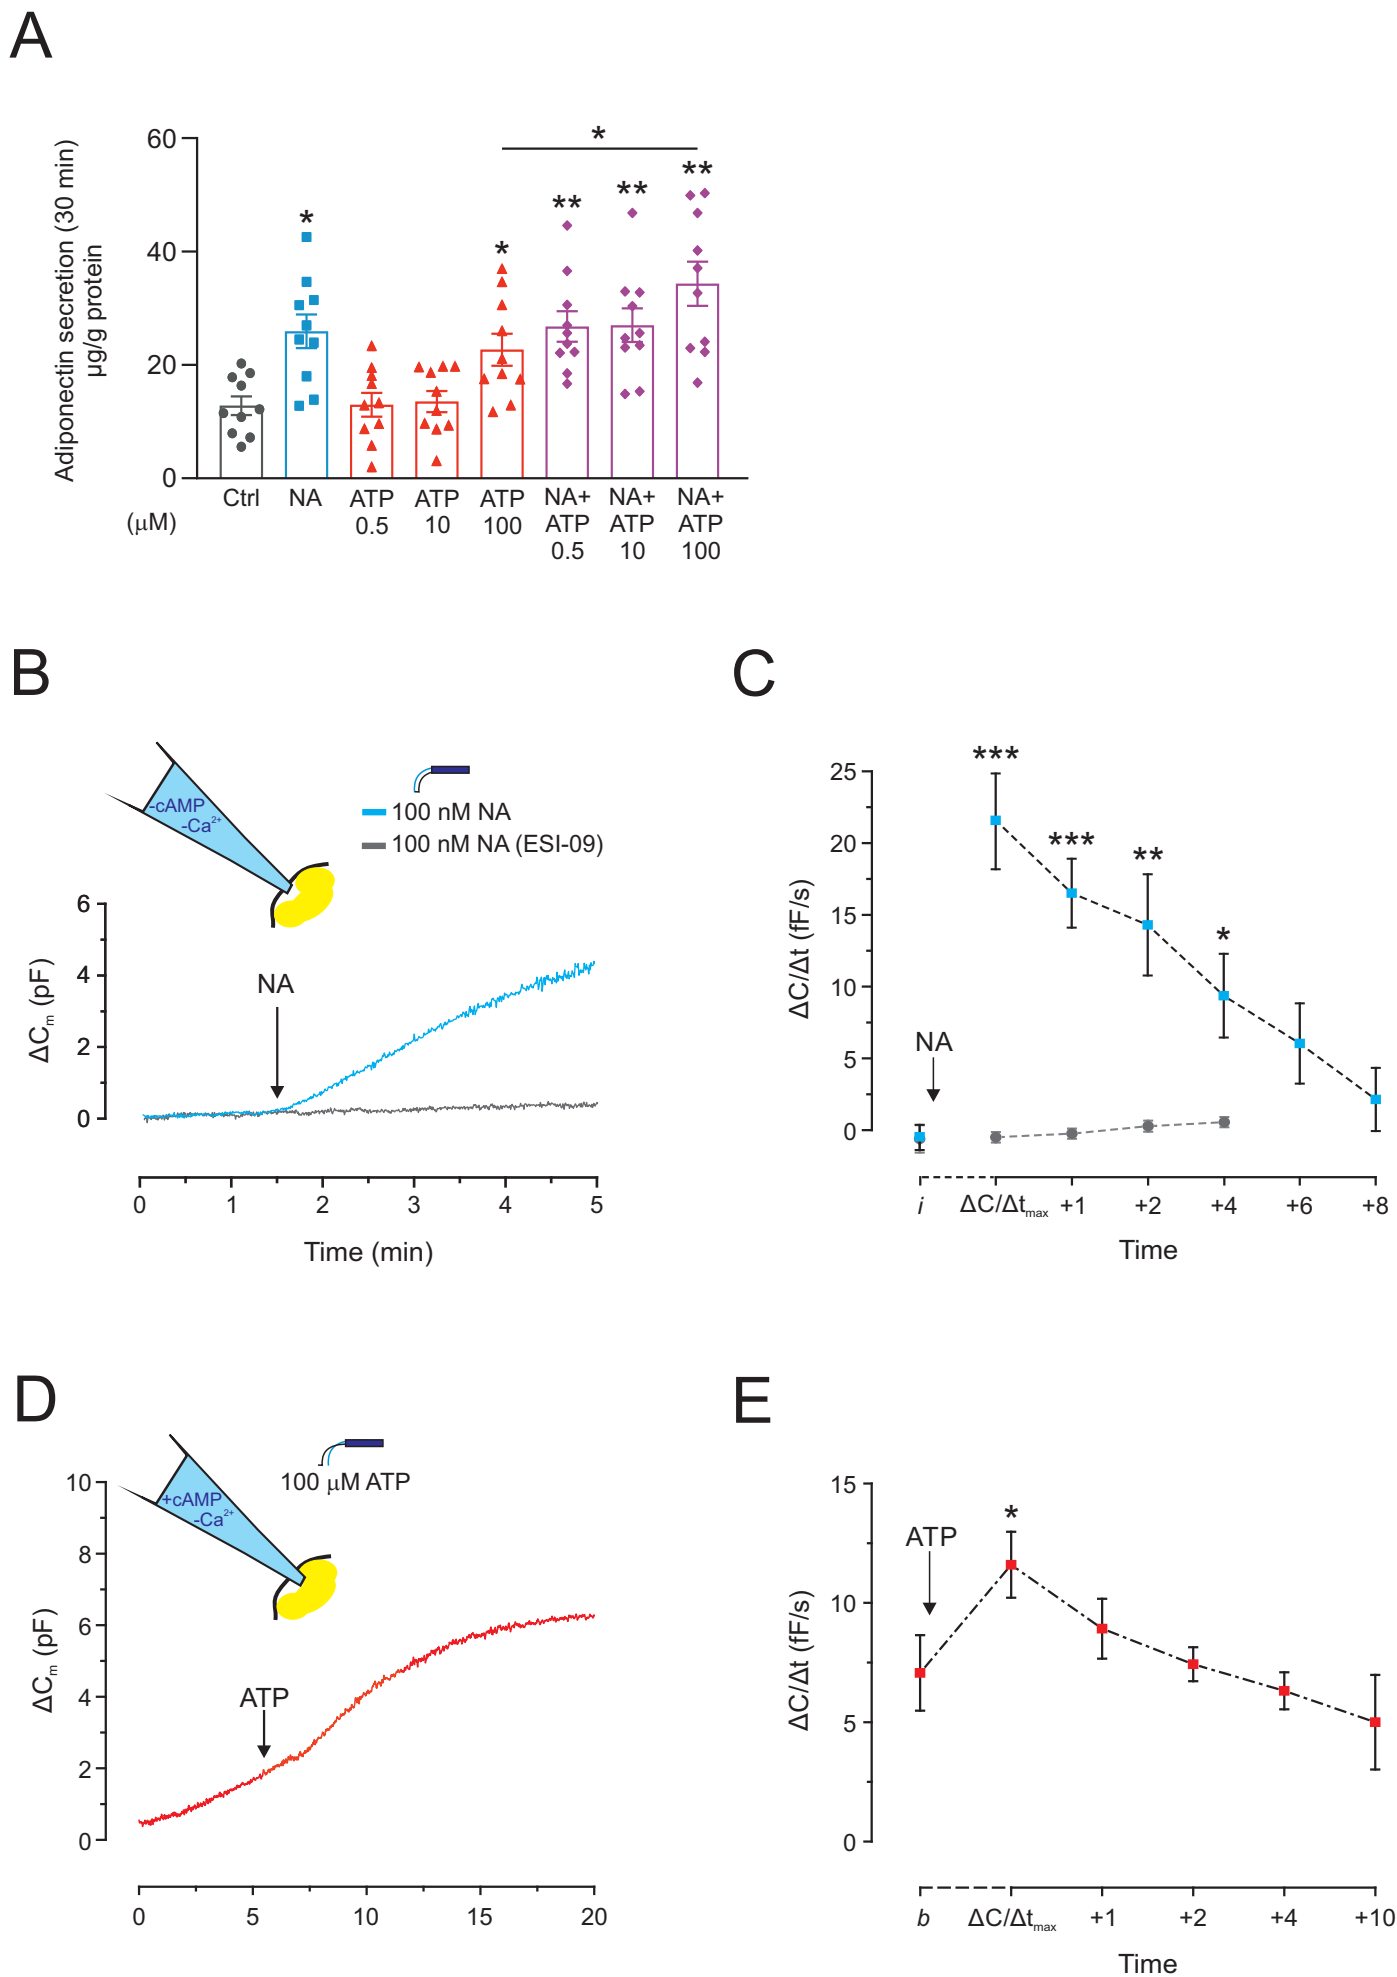 A
Adiponectin secretion (30 min)
µg/g protein
60
40
20
0
*
*
**
**
**
*
Ctrl
NA
ATP
0.5
ATP
10
ATP
100
NA+
ATP
0.5
NA+
ATP
10
NA+
ATP
100
(µM)
B
-cAMP
-Ca2+
100 nM NA
100 nM NA (ESI-09)
NA
ΔCm (pF)
6
4
2
0
0 1 2 3 4 5
Time (min)
C
ΔC/Δt (fF/s)
25
20
15
10
5
0
***
***
**
*
NA
i ΔC/Δtmax +1 +2 +4 +6 +8
Time
D
+cAMP
-Ca2+
100 µM ATP
ATP
ΔCm (pF)
10
8
6
4
2
0
0 5 10 15 20
E
ΔC/Δt (fF/s)
15
10
5
0
ATP
*
b ΔC/Δtmax +1 +2 +4 +10
Time